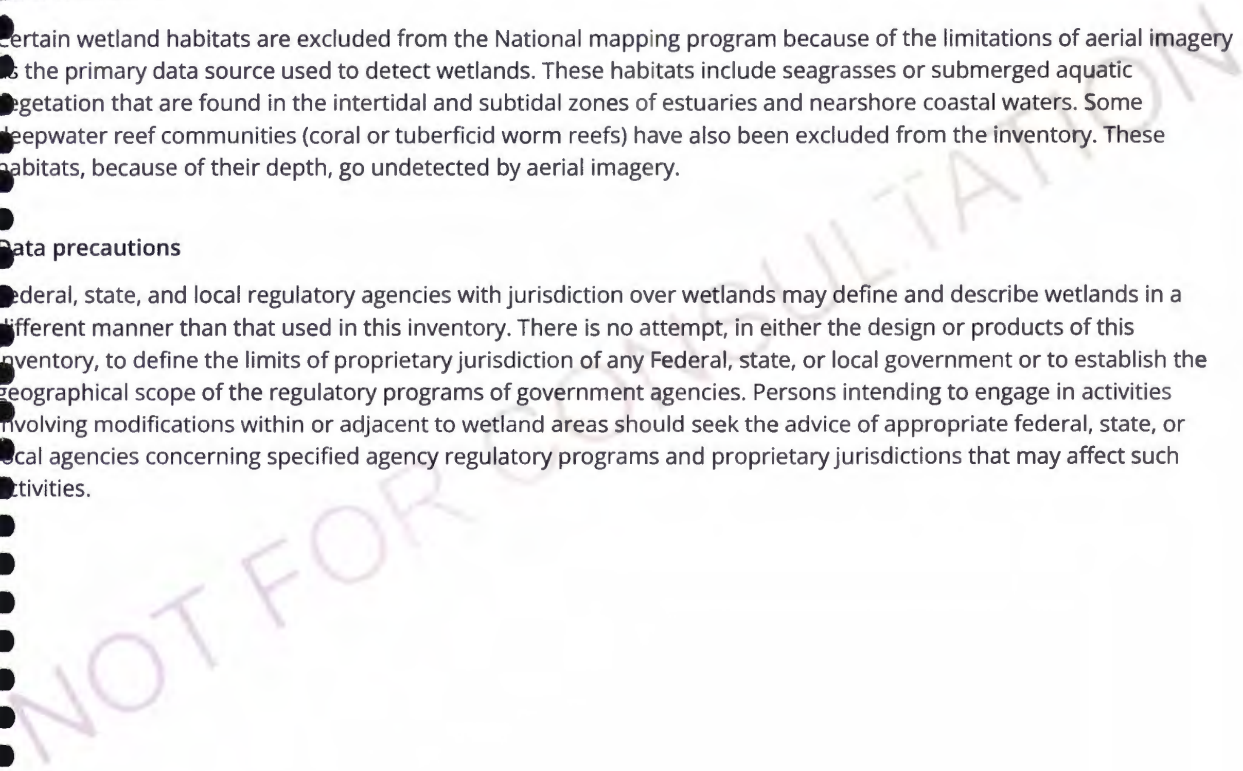 ertain wetland habitats are excluded from the National mapping program because of the limitations of aerial imagery
s the primary data source used to detect wetlands. These habitats include seagrasses or submerged aquatic
egetation that are found in the intertidal and subtidal zones of estuaries and nearshore coastal waters. Some
eepwater reef communities (coral or tuberficid worm reefs) have also been excluded from the inventory. These
abitats, because of their depth, go undetected by aerial imagery.
ata precautions
ederal, state, and local regulatory agencies with jurisdiction over wetlands may define and describe wetlands in a
ifferent manner than that used in this inventory. There is no attempt, in either the design or products of this
nventory, to define the limits of proprietary jurisdiction of any Federal, state, or local government or to establish the
eographical scope of the regulatory programs of government agencies. Persons intending to engage in activities
nvolving modifications within or adjacent to wetland areas should seek the advice of appropriate federal, state, or
cal agencies concerning specified agency regulatory programs and proprietary jurisdictions that may affect such
ctivities.
NOT FOR CONSULTATION